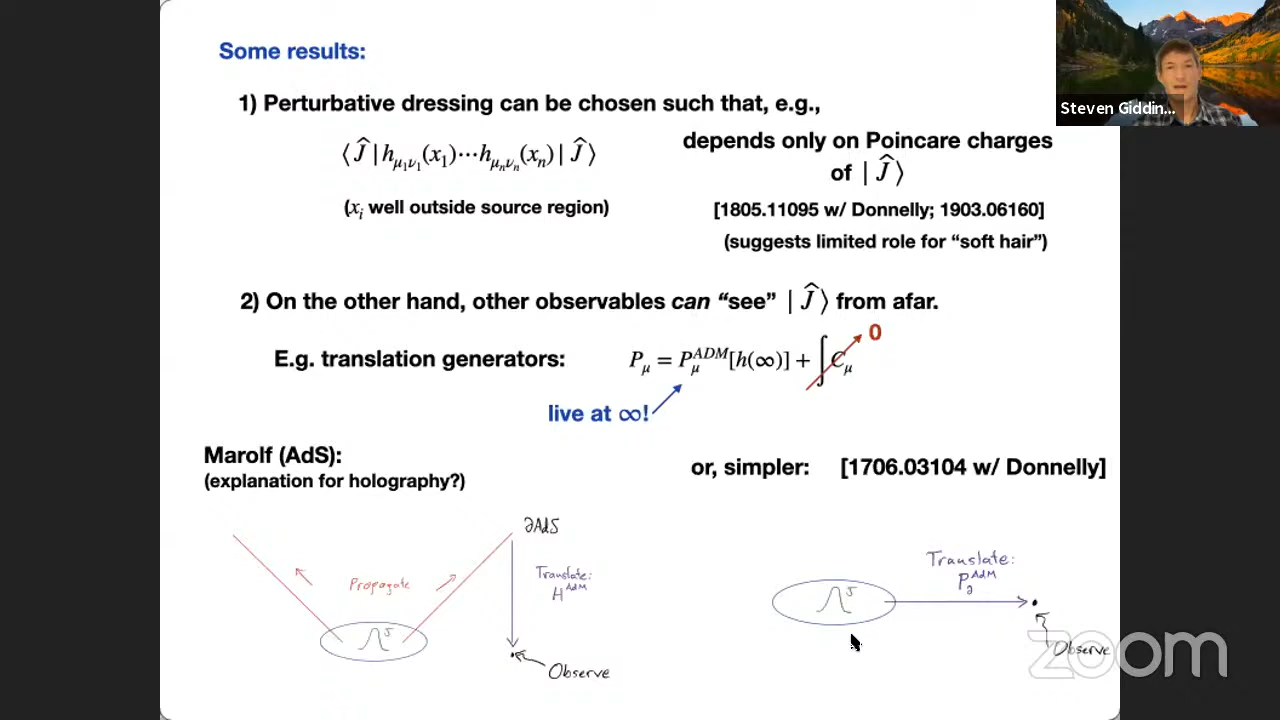 Some results:
Steven Giddin...
1) Perturbative dressing can be chosen such that, e.g.,
⟨Ĵ|h_{μ₁ν₁}(x₁)⋯h_{μₙνₙ}(xₙ)|Ĵ⟩
depends only on Poincare charges
of |Ĵ⟩
(xᵢ well outside source region)
[1805.11095 w/ Donnelly; 1903.06160]
(suggests limited role for “soft hair”)
2) On the other hand, other observables can “see” |Ĵ⟩ from afar.
E.g. translation generators:
P_μ = P_μ^{ADM}[h(∞)] + ∫C_μ
0
live at ∞!
Marolf (AdS):
(explanation for holography?)
or, simpler: [1706.03104 w/ Donnelly]
∂AdS
Propagate
Translate:
H^{ADM}
J
Observe
Translate:
P_∂^{ADM}
J
Observe
zoom